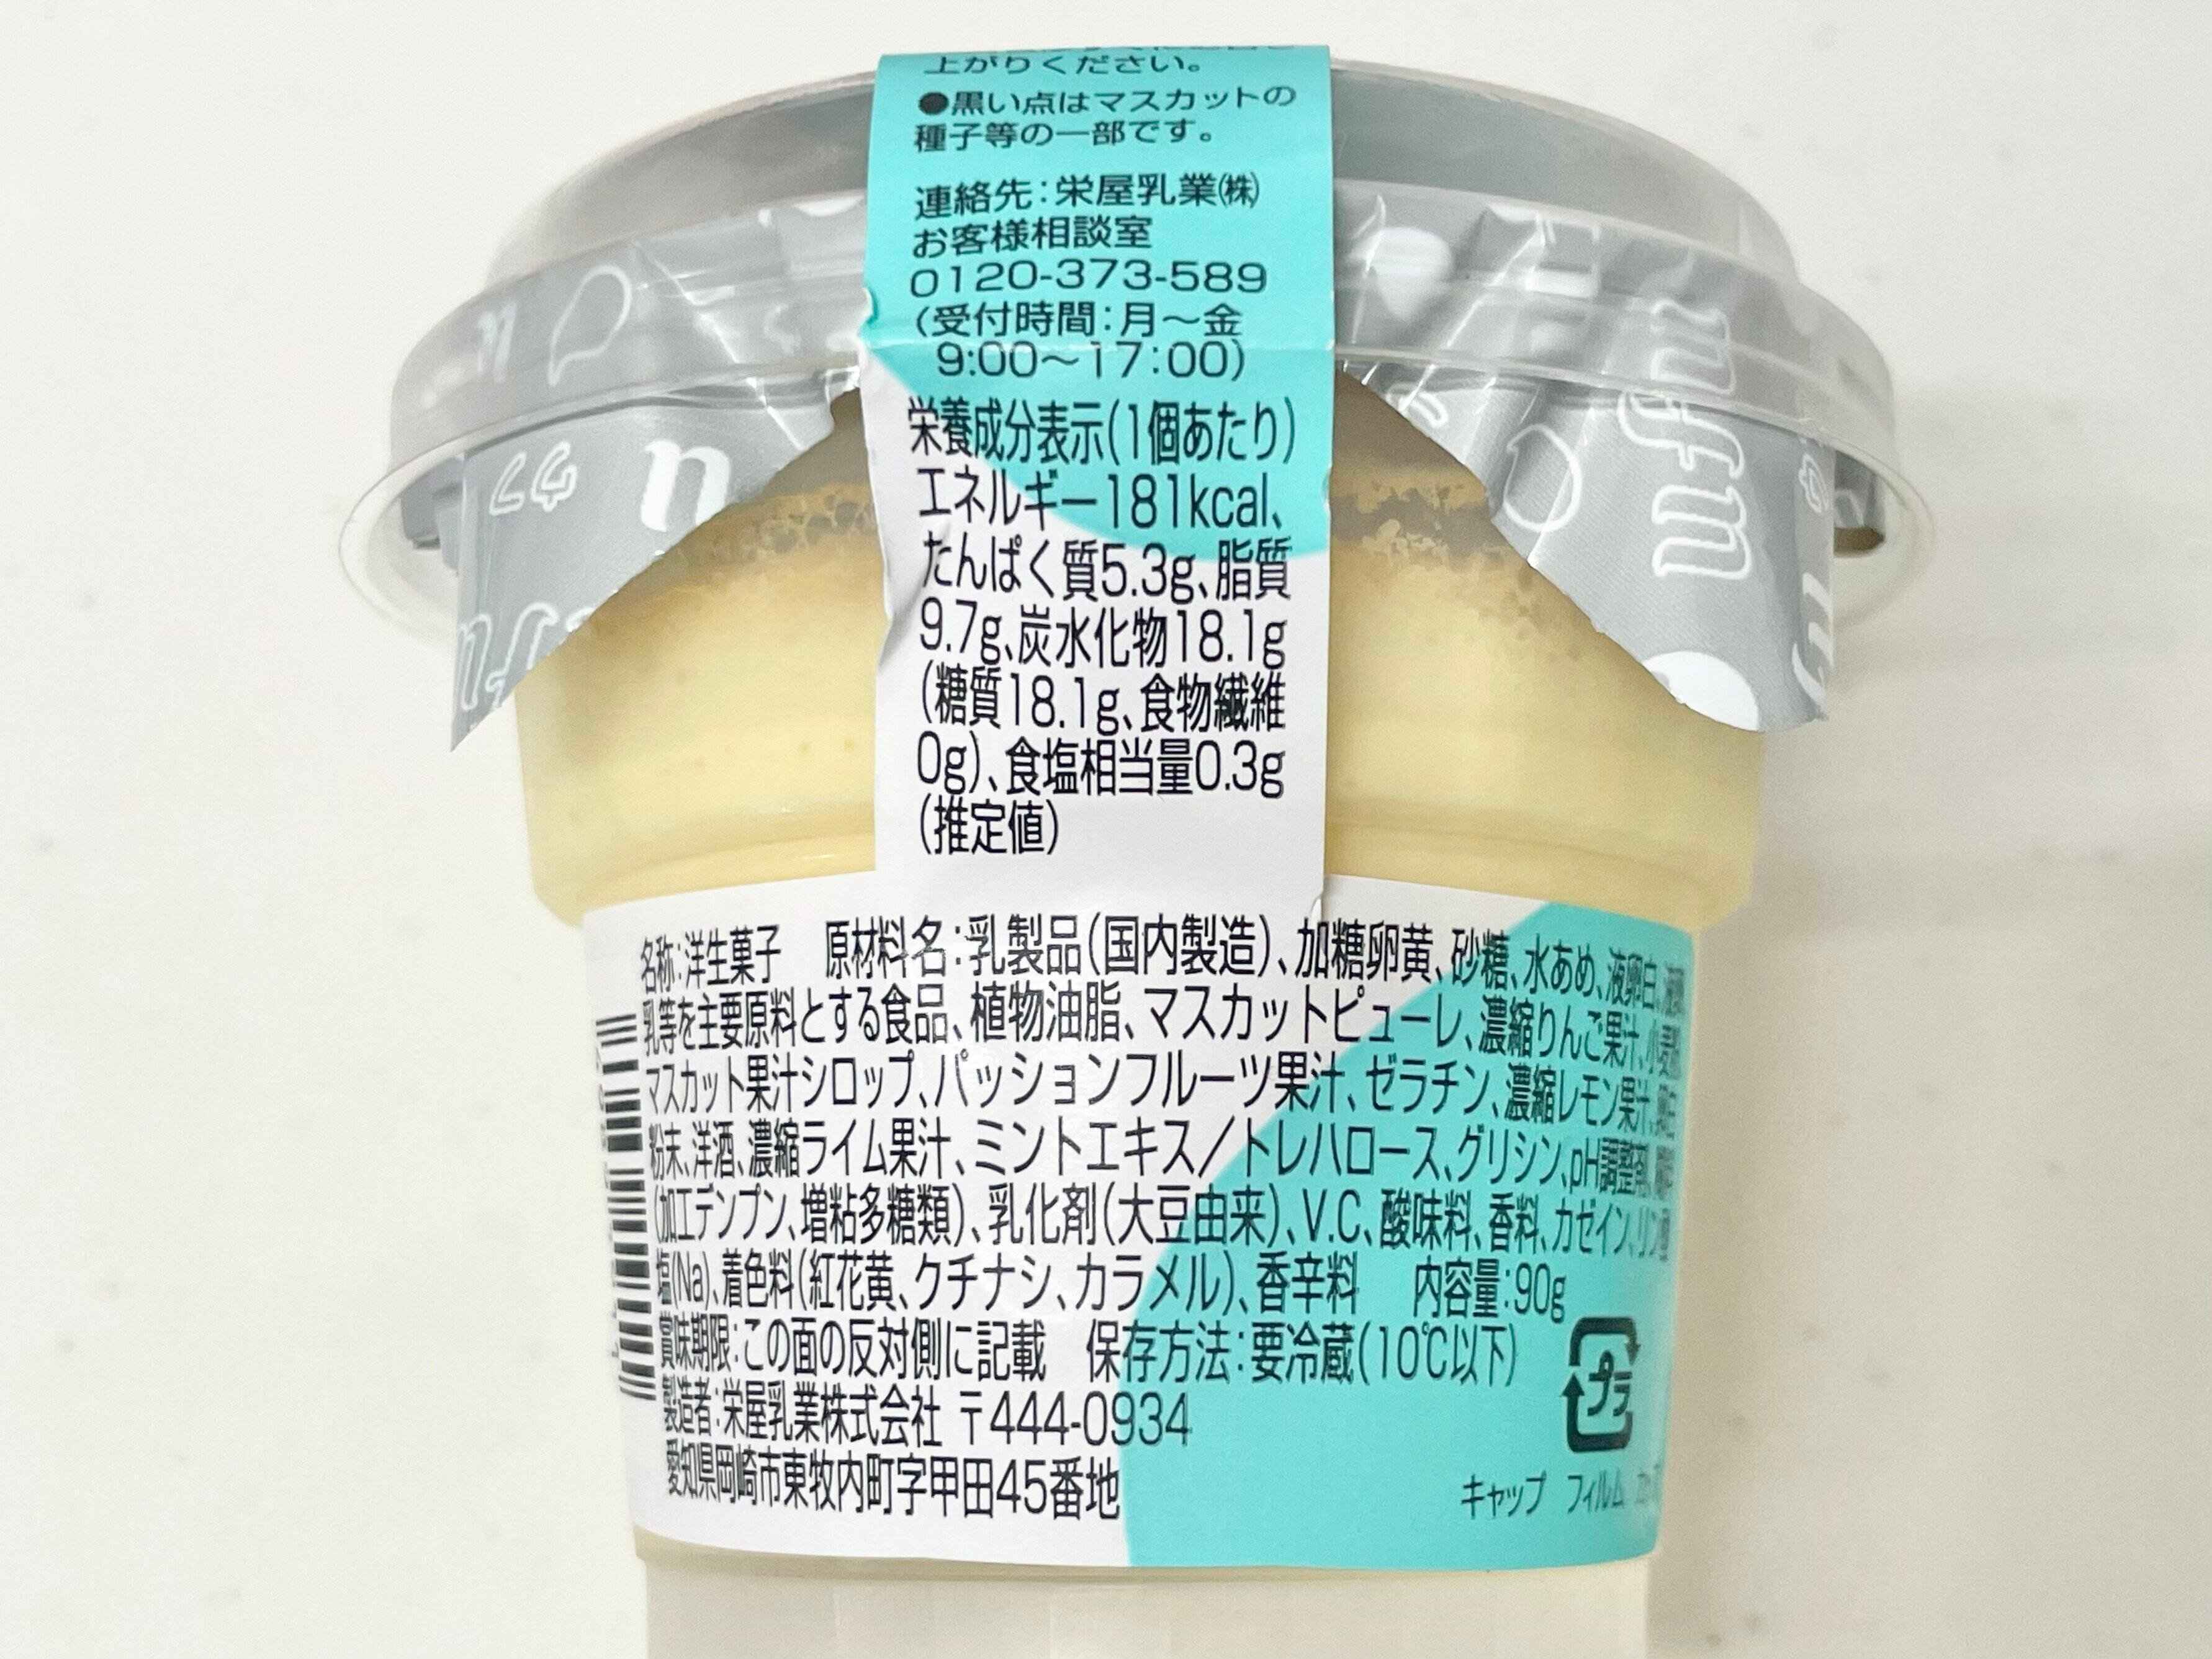 上がりください。
●黒い点はマスカットの
種子等の一部です。
連絡先：栄屋乳業㈱
お客様相談室
0120-373-589
（受付時間：月～金
9:00～17:00）
栄養成分表示（1個あたり）
エネルギー181kcal、
たんぱく質5.3g、脂質
9.7g、炭水化物18.1g
（糖質18.1g、食物繊維
0g）、食塩相当量0.3g
（推定値）
名称：洋生菓子　原材料名：乳製品（国内製造）、加糖卵黄、砂糖、水あめ、液卵白、
乳等を主要原料とする食品、植物油脂、マスカットピューレ、濃縮りんご果汁、
マスカット果汁シロップ、パッションフルーツ果汁、ゼラチン、濃縮レモン果汁、
粉末、洋酒、濃縮ライム果汁、ミントエキス／トレハロース、グリシン、pH調整剤、
（加工デンプン、増粘多糖類）、乳化剤（大豆由来）、V.C、酸味料、香料、カゼイン、リン
塩(Na)、着色料（紅花黄、クチナシ、カラメル）、香辛料　内容量：90g
賞味期限：この面の反対側に記載　保存方法：要冷蔵（10℃以下）
製造者：栄屋乳業株式会社 〒444-0934
愛知県岡崎市東牧内町字甲田45番地
プラ
キャップ フィルム